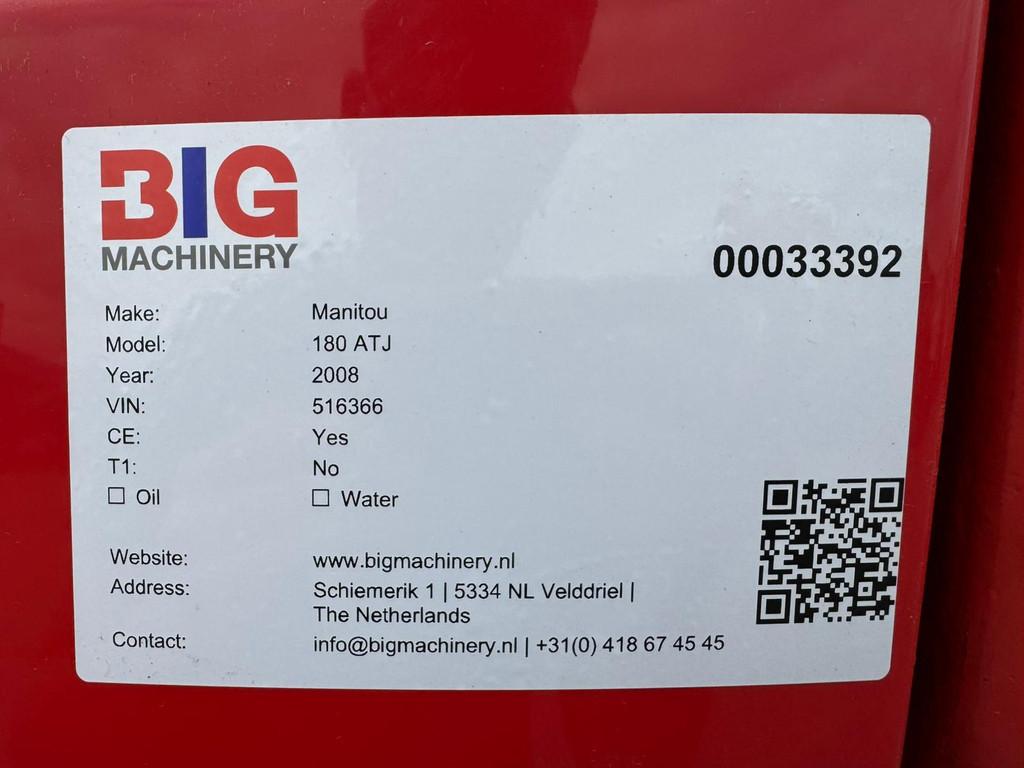 BIG
MACHINERY
00033392
Make: Manitou
Model: 180 ATJ
Year: 2008
VIN: 516366
CE: Yes
T1: No
☐ Oil ☐ Water
Website: www.bigmachinery.nl
Address: Schiemerik 1 | 5334 NL Velddriel |
The Netherlands
Contact: info@bigmachinery.nl | +31(0) 418 67 45 45